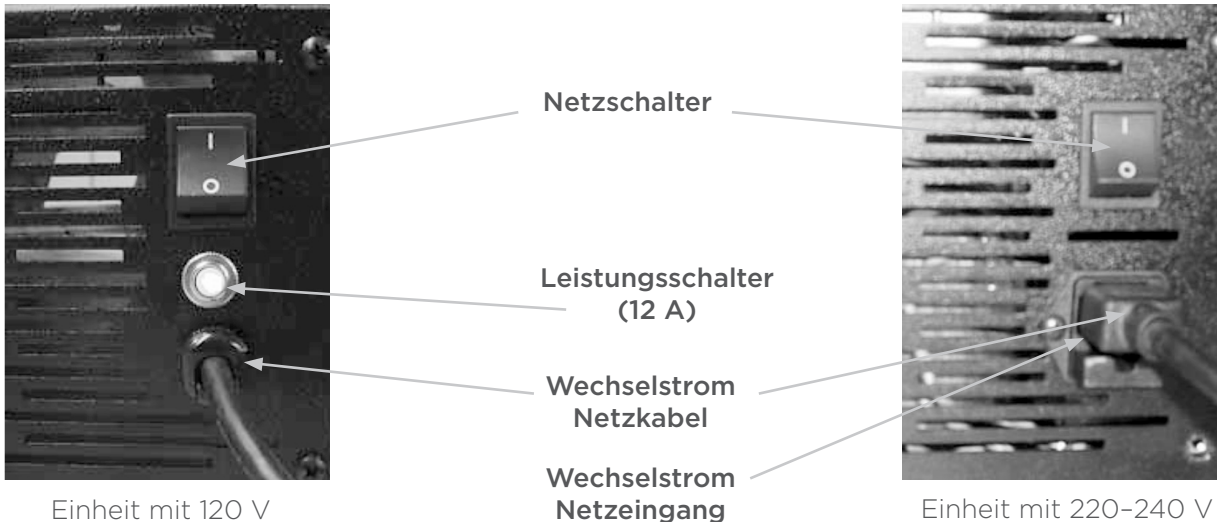 Netzschalter
Leistungsschalter
(12 A)
Wechselstrom
Netzkabel
Wechselstrom
Netzeingang
Einheit mit 120 V
Einheit mit 220–240 V